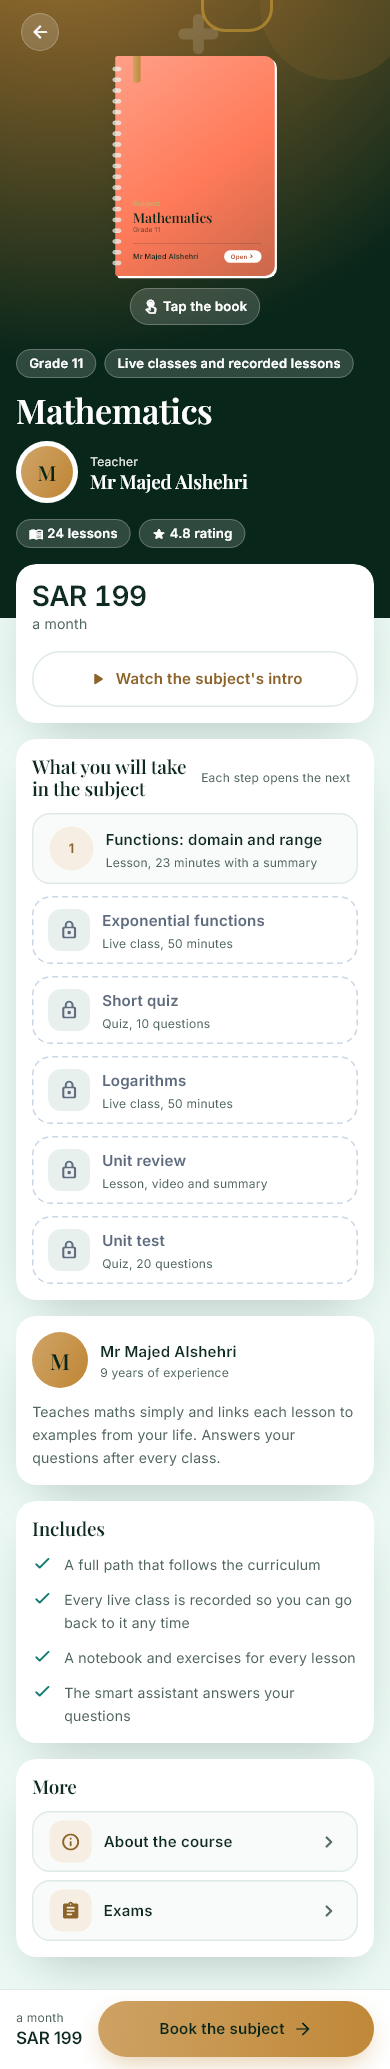 Mathematics
Grade 11
Mr Majed Alshehri
Open
Tap the book
Grade 11
Live classes and recorded lessons
Mathematics
M
Teacher
Mr Majed Alshehri
24 lessons
4.8 rating
SAR 199
a month
Watch the subject's intro
What you will take
in the subject
Each step opens the next
1
Functions: domain and range
Lesson, 23 minutes with a summary
Exponential functions
Live class, 50 minutes
Short quiz
Quiz, 10 questions
Logarithms
Live class, 50 minutes
Unit review
Lesson, video and summary
Unit test
Quiz, 20 questions
M
Mr Majed Alshehri
9 years of experience
Teaches maths simply and links each lesson to
examples from your life. Answers your
questions after every class.
Includes
A full path that follows the curriculum
Every live class is recorded so you can go
back to it any time
A notebook and exercises for every lesson
The smart assistant answers your
questions
More
About the course
Exams
a month
SAR 199
Book the subject